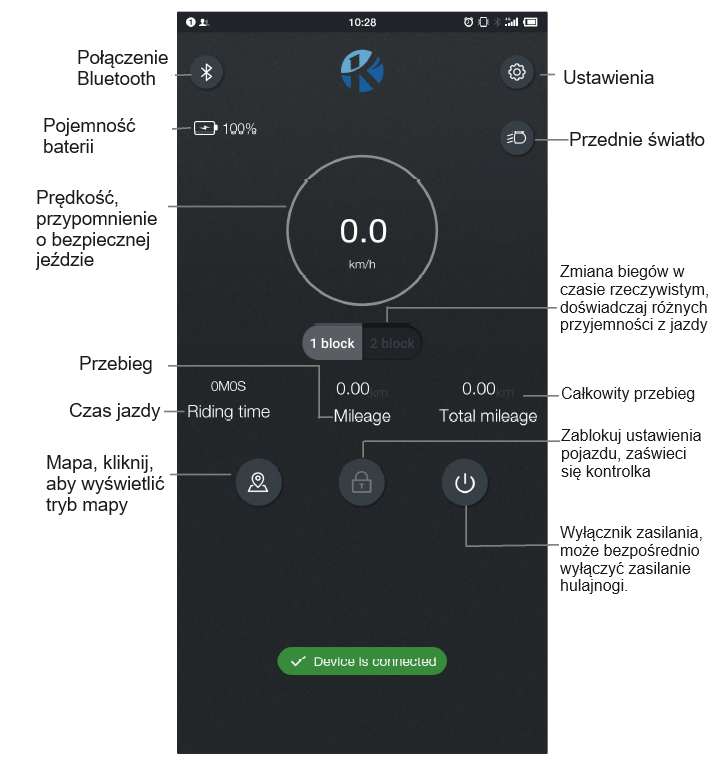 1
10:28
Połączenie
Bluetooth
Ustawienia
Pojemność
baterii
100%
Przednie światło
Prędkość,
przypomnienie
o bezpiecznej
jeździe
0.0
km/h
Zmiana biegów w
czasie rzeczywistym,
doświadczaj różnych
przyjemności z jazdy
1 block
2 block
Przebieg
0M0S
0.00km
0.00km
Całkowity przebieg
Czas jazdy
Riding time
Mileage
Total mileage
Zablokuj ustawienia
pojazdu, zaświeci
się kontrolka
Mapa, kliknij,
aby wyświetlić
tryb mapy
Wyłącznik zasilania,
może bezpośrednio
wyłączyć zasilanie
hulajnogi.
Device is connected